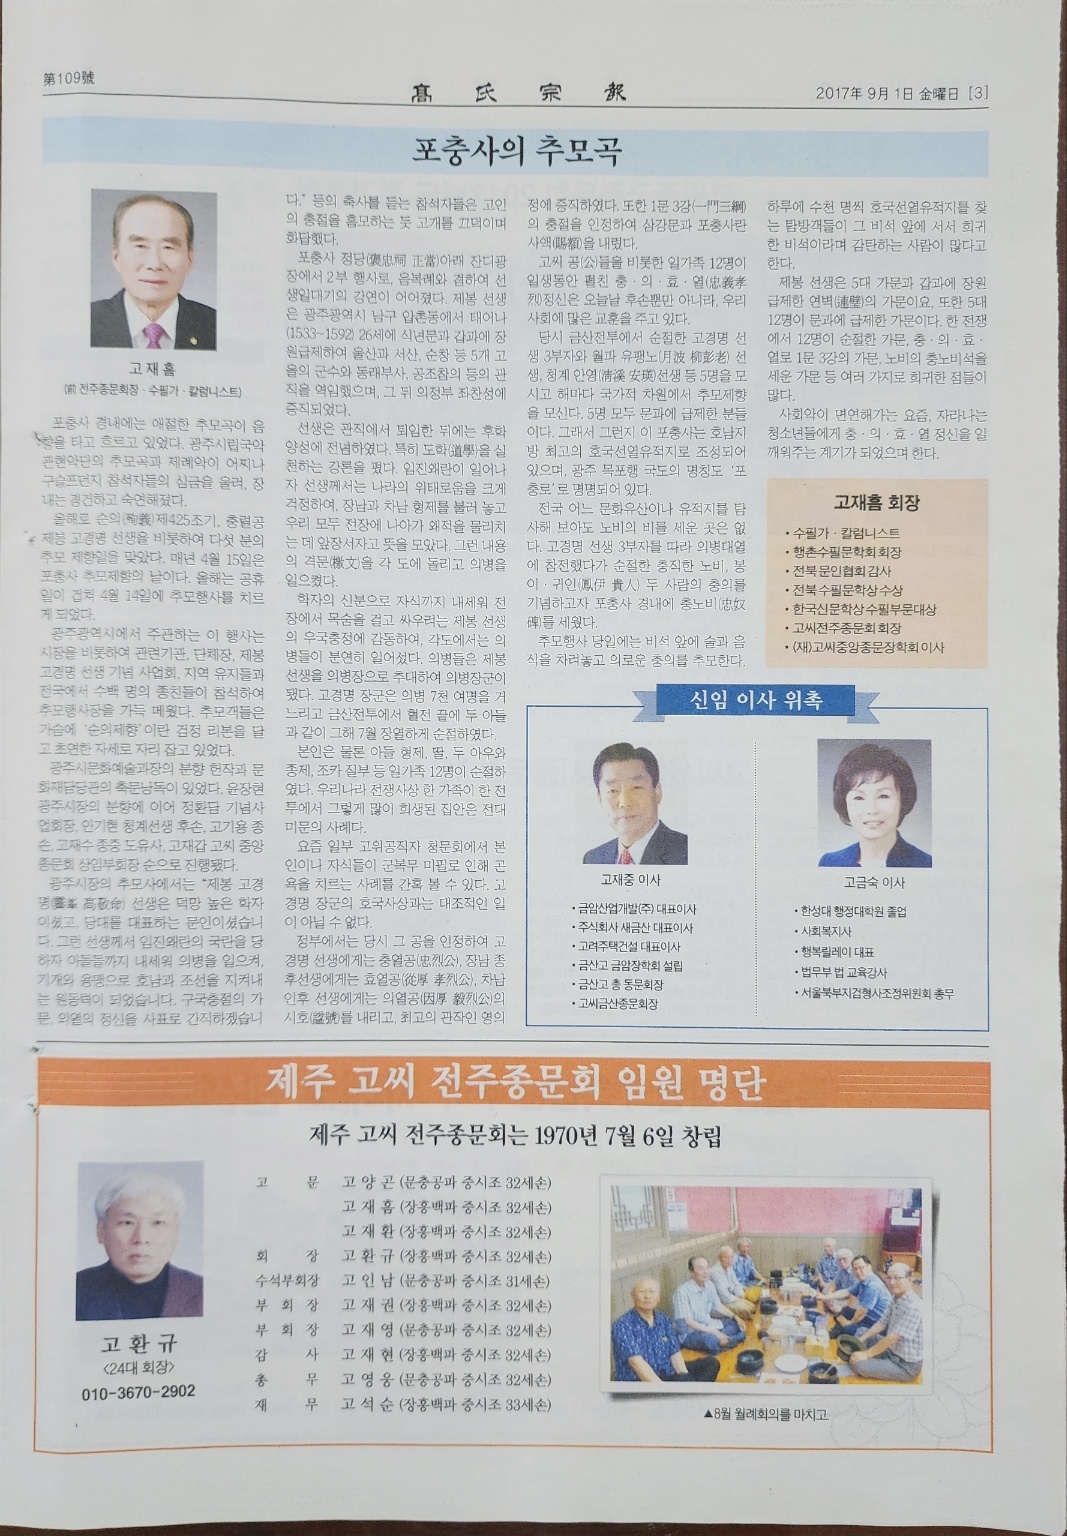 第109號
高氏宗報
2017年 9月 1日 金曜日 [3]
포충사의 추모곡
고 재 흠
(前 전주종문회장 · 수필가 · 칼럼니스트)
포충사 경내에는 애절한 추모곡이 음
향을 타고 흐르고 있었다. 광주시립국악
관현악단의 추모곡과 제례악이 어찌나
구슬프던지 참석자들의 심금을 울려, 장
내는 경건하고 숙연해졌다.
올해로 순의(殉義)제425조기, 충렬공
제봉 고경명 선생을 비롯하여 다섯 분의
추모 제향일을 맞았다. 매년 4월 15일은
포충사 추모제향의 날이다. 올해는 공휴
일이 겹쳐 4월 14일에 추모행사를 치르
게 되었다.
광주광역시에서 주관하는 이 행사는
시장을 비롯하여 관련기관, 단체장, 제봉
고경명 선생 기념 사업회, 지역 유지들과
전국에서 수백 명의 종친들이 참석하여
추모행사장을 가득 메웠다. 추모객들은
가슴에 '순의제향'이란 검정 리본을 달
고 초연한 자세로 자리 잡고 있었다.
광주시문화예술과장의 분향 헌작과 문
화재담당관의 축문낭독이 있었다. 윤장현
광주시장의 분향에 이어 정환담 기념사
업회장, 안기현 청계선생 후손, 고기용 종
손, 고재수 종중 도유사, 고재갑 고씨 중앙
종문회 상임부회장 순으로 진행됐다.
광주시장의 추모사에서는 “제봉 고경
명(霽峯 高敬命) 선생은 덕망 높은 학자
이셨고, 당대를 대표하는 문인이셨습니
다. 그런 선생께서 임진왜란의 국란을 당
하자 아들들까지 내세워 의병을 일으켜,
기개와 용맹으로 호남과 조선을 지켜내
는 원동력이 되었습니다. 구국충절의 가
문, 의열의 정신을 사표로 간직하겠습니
다.” 등의 축사를 듣는 참석자들은 고인
의 충절을 흠모하는 듯 고개를 끄덕이며
화답했다.
포충사 정당(褒忠祠 正當)아래 잔디광
장에서 2부 행사로, 음복례와 겸하여 선
생일대기의 강연이 이어졌다. 제봉 선생
은 광주광역시 남구 압촌동에서 태어나
(1533~1592) 26세에 식년문과 갑과에 장
원급제하여 울산과 서산, 순창 등 5개 고
을의 군수와 동래부사, 공조참의 등의 관
직을 역임했으며, 그 뒤 의정부 좌찬성에
증직되었다.
선생은 관직에서 퇴임한 뒤에는 후학
양성에 전념하였다. 특히 도학(道學)을 실
천하는 강론을 폈다. 임진왜란이 일어나
자 선생께서는 나라의 위태로움을 크게
걱정하여, 장남과 차남 형제를 불러 놓고
우리 모두 전장에 나아가 왜적을 물리치
는 데 앞장서자고 뜻을 모았다. 그런 내용
의 격문(檄文)을 각 도에 돌리고 의병을
일으켰다.
학자의 신분으로 자식까지 내세워 전
장에서 목숨을 걸고 싸우려는 제봉 선생
의 우국충정에 감동하여, 각도에서는 의
병들이 분연히 일어섰다. 의병들은 제봉
선생을 의병장으로 추대하여 의병장군이
됐다. 고경명 장군은 의병 7천 여명을 거
느리고 금산전투에서 혈전 끝에 두 아들
과 같이 그해 7월 장열하게 순절하였다.
본인은 물론 아들 형제, 딸, 두 아우와
종제, 조카 질부 등 일가족 12명이 순절하
였다. 우리나라 전쟁사상 한 가족이 한 전
투에서 그렇게 많이 희생된 집안은 전대
미문의 사례다.
요즘 일부 고위공직자 청문회에서 본
인이나 자식들이 군복무 미필로 인해 곤
욕을 치르는 사례를 간혹 볼 수 있다. 고
경명 장군의 호국사상과는 대조적인 일
이 아닐 수 없다.
정부에서는 당시 그 공을 인정하여 고
경명 선생에게는 충열공(忠烈公), 장남 종
후선생에게는 효열공(從厚 孝烈公), 차남
인후 선생에게는 의열공(因厚 毅烈公)의
시호(諡號)를 내리고, 최고의 관작인 영의
정에 증직하였다. 또한 1문 3강(一門三綱)
의 충절을 인정하여 삼강문과 포충사란
사액(賜額)을 내렸다.
고씨 공(公)들을 비롯한 일가족 12명이
일생동안 펼친 충 · 의 · 효 · 열(忠義孝
烈)정신은 오늘날 후손뿐만 아니라, 우리
사회에 많은 교훈을 주고 있다.
당시 금산전투에서 순절한 고경명 선
생 3부자와 월파 유팽노(月波 柳彭老) 선
생, 청계 안영(淸溪 安瑛)선생 등 5명을 모
시고 해마다 국가적 차원에서 추모제향
을 모신다. 5명 모두 문과에 급제한 분들
이다. 그래서 그런지 이 포충사는 호남지
방 최고의 호국선열유적지로 조성되어
있으며, 광주 목포행 국도의 명칭도 '포
충로'로 명명되어 있다.
전국 어느 문화유산이나 유적지를 탐
사해 보아도 노비의 비를 세운 곳은 없
다. 고경명 선생 3부자를 따라 의병대열
에 참전했다가 순절한 충직한 노비, 봉
이 · 귀인(鳳伊 貴人) 두 사람의 충의를
기념하고자 포충사 경내에 충노비(忠奴
碑)를 세웠다.
추모행사 당일에는 비석 앞에 술과 음
식을 차려놓고 의로운 충의를 추모한다.
하루에 수천 명씩 호국선열유적지를 찾
는 탐방객들이 그 비석 앞에 서서 희귀
한 비석이라며 감탄하는 사람이 많다고
한다.
제봉 선생은 5대 가문과 갑과에 장원
급제한 연벽(連璧)의 가문이요, 또한 5대
12명이 문과에 급제한 가문이다. 한 전쟁
에서 12명이 순절한 가문, 충 · 의 · 효 ·
열로 1문 3강의 가문, 노비의 충노비석을
세운 가문 등 여러 가지로 희귀한 점들이
많다.
사회악이 면연해가는 요즘, 자라나는
청소년들에게 충 · 의 · 효 · 열 정신을 일
깨워주는 계기가 되었으며 한다.
고재흠 회장
• 수필가 · 칼럼니스트
• 행촌수필문학회 회장
• 전북 문인협회 감사
• 전북 수필문학상 수상
• 한국신문학상 수필부문대상
• 고씨전주종문회 회장
• (재)고씨중앙종문장학회 이사
신임 이사 위촉
고재중 이사
• 금암산업개발(주) 대표이사
• 주식회사 새금산 대표이사
• 고려주택건설 대표이사
• 금산고 금암장학회 설립
• 금산고 총 동문회장
• 고씨금산종문회장
고금숙 이사
• 한성대 행정대학원 졸업
• 사회복지사
• 행복릴레이 대표
• 법무부 법 교육강사
• 서울북부지검형사조정위원회 총무
제주 고씨 전주종문회 임원 명단
제주 고씨 전주종문회는 1970년 7월 6일 창립
고 환 규
〈24대 회장〉
010-3670-2902
고 문 고 양 곤 (문충공파 중시조 32세손)
고 재 흠 (장흥백파 중시조 32세손)
고 재 환 (장흥백파 중시조 32세손)
회 장 고 환 규 (장흥백파 중시조 32세손)
수석부회장 고 인 남 (문충공파 중시조 31세손)
부 회 장 고 재 권 (장흥백파 중시조 32세손)
부 회 장 고 재 영 (문충공파 중시조 32세손)
감 사 고 재 현 (장흥백파 중시조 32세손)
총 무 고 영 웅 (문충공파 중시조 32세손)
재 무 고 석 순 (장흥백파 중시조 33세손)
▲8월 월례회의를 마치고